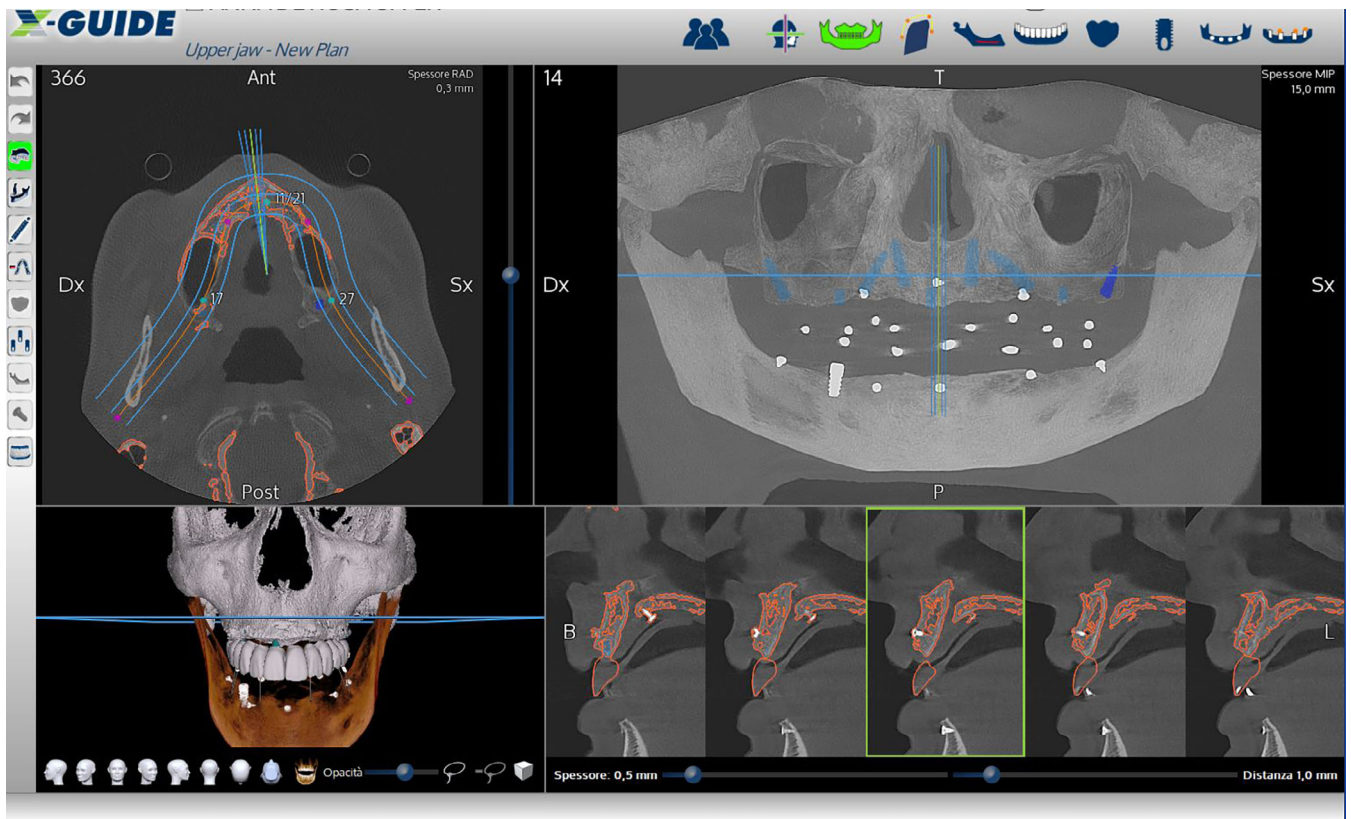 X-GUIDE
Upper jaw - New Plan
366
Ant
Spessore RAD
0,3 mm
11/21
Dx
Sx
17
27
Post
14
T
Spessore MIP
15,0 mm
Dx
Sx
P
B
L
Opacità
Spessore: 0,5 mm
Distanza 1,0 mm